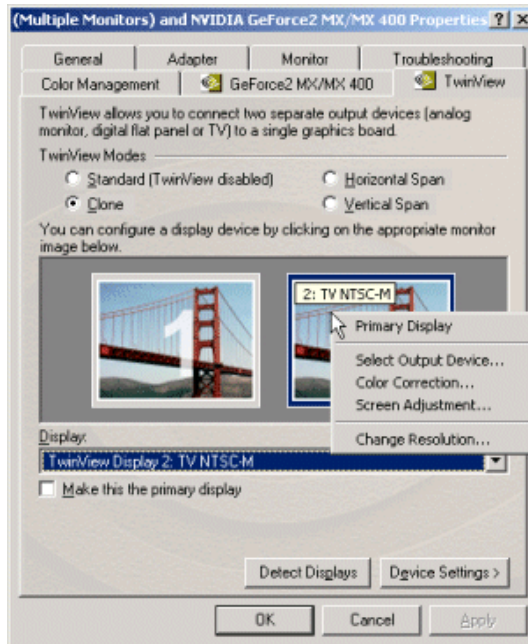 (Multiple Monitors) and NVIDIA GeForce2 MX/MX 400 Properties ? X
General Adapter Monitor Troubleshooting
Color Management GeForce2 MX/MX 400 TwinView
TwinView allows you to connect two separate output devices (analog
monitor, digital flat panel or TV) to a single graphics board.
TwinView Modes
Standard (TwinView disabled) Horizontal Span
Clone Vertical Span
You can configure a display device by clicking on the appropriate monitor
image below.
1
2: TV NTSC-M
Primary Display
Select Output Device...
Color Correction...
Screen Adjustment...
Change Resolution...
Display:
TwinView Display 2: TV NTSC-M
Make this the primary display
Detect Displays Device Settings >
OK Cancel Apply